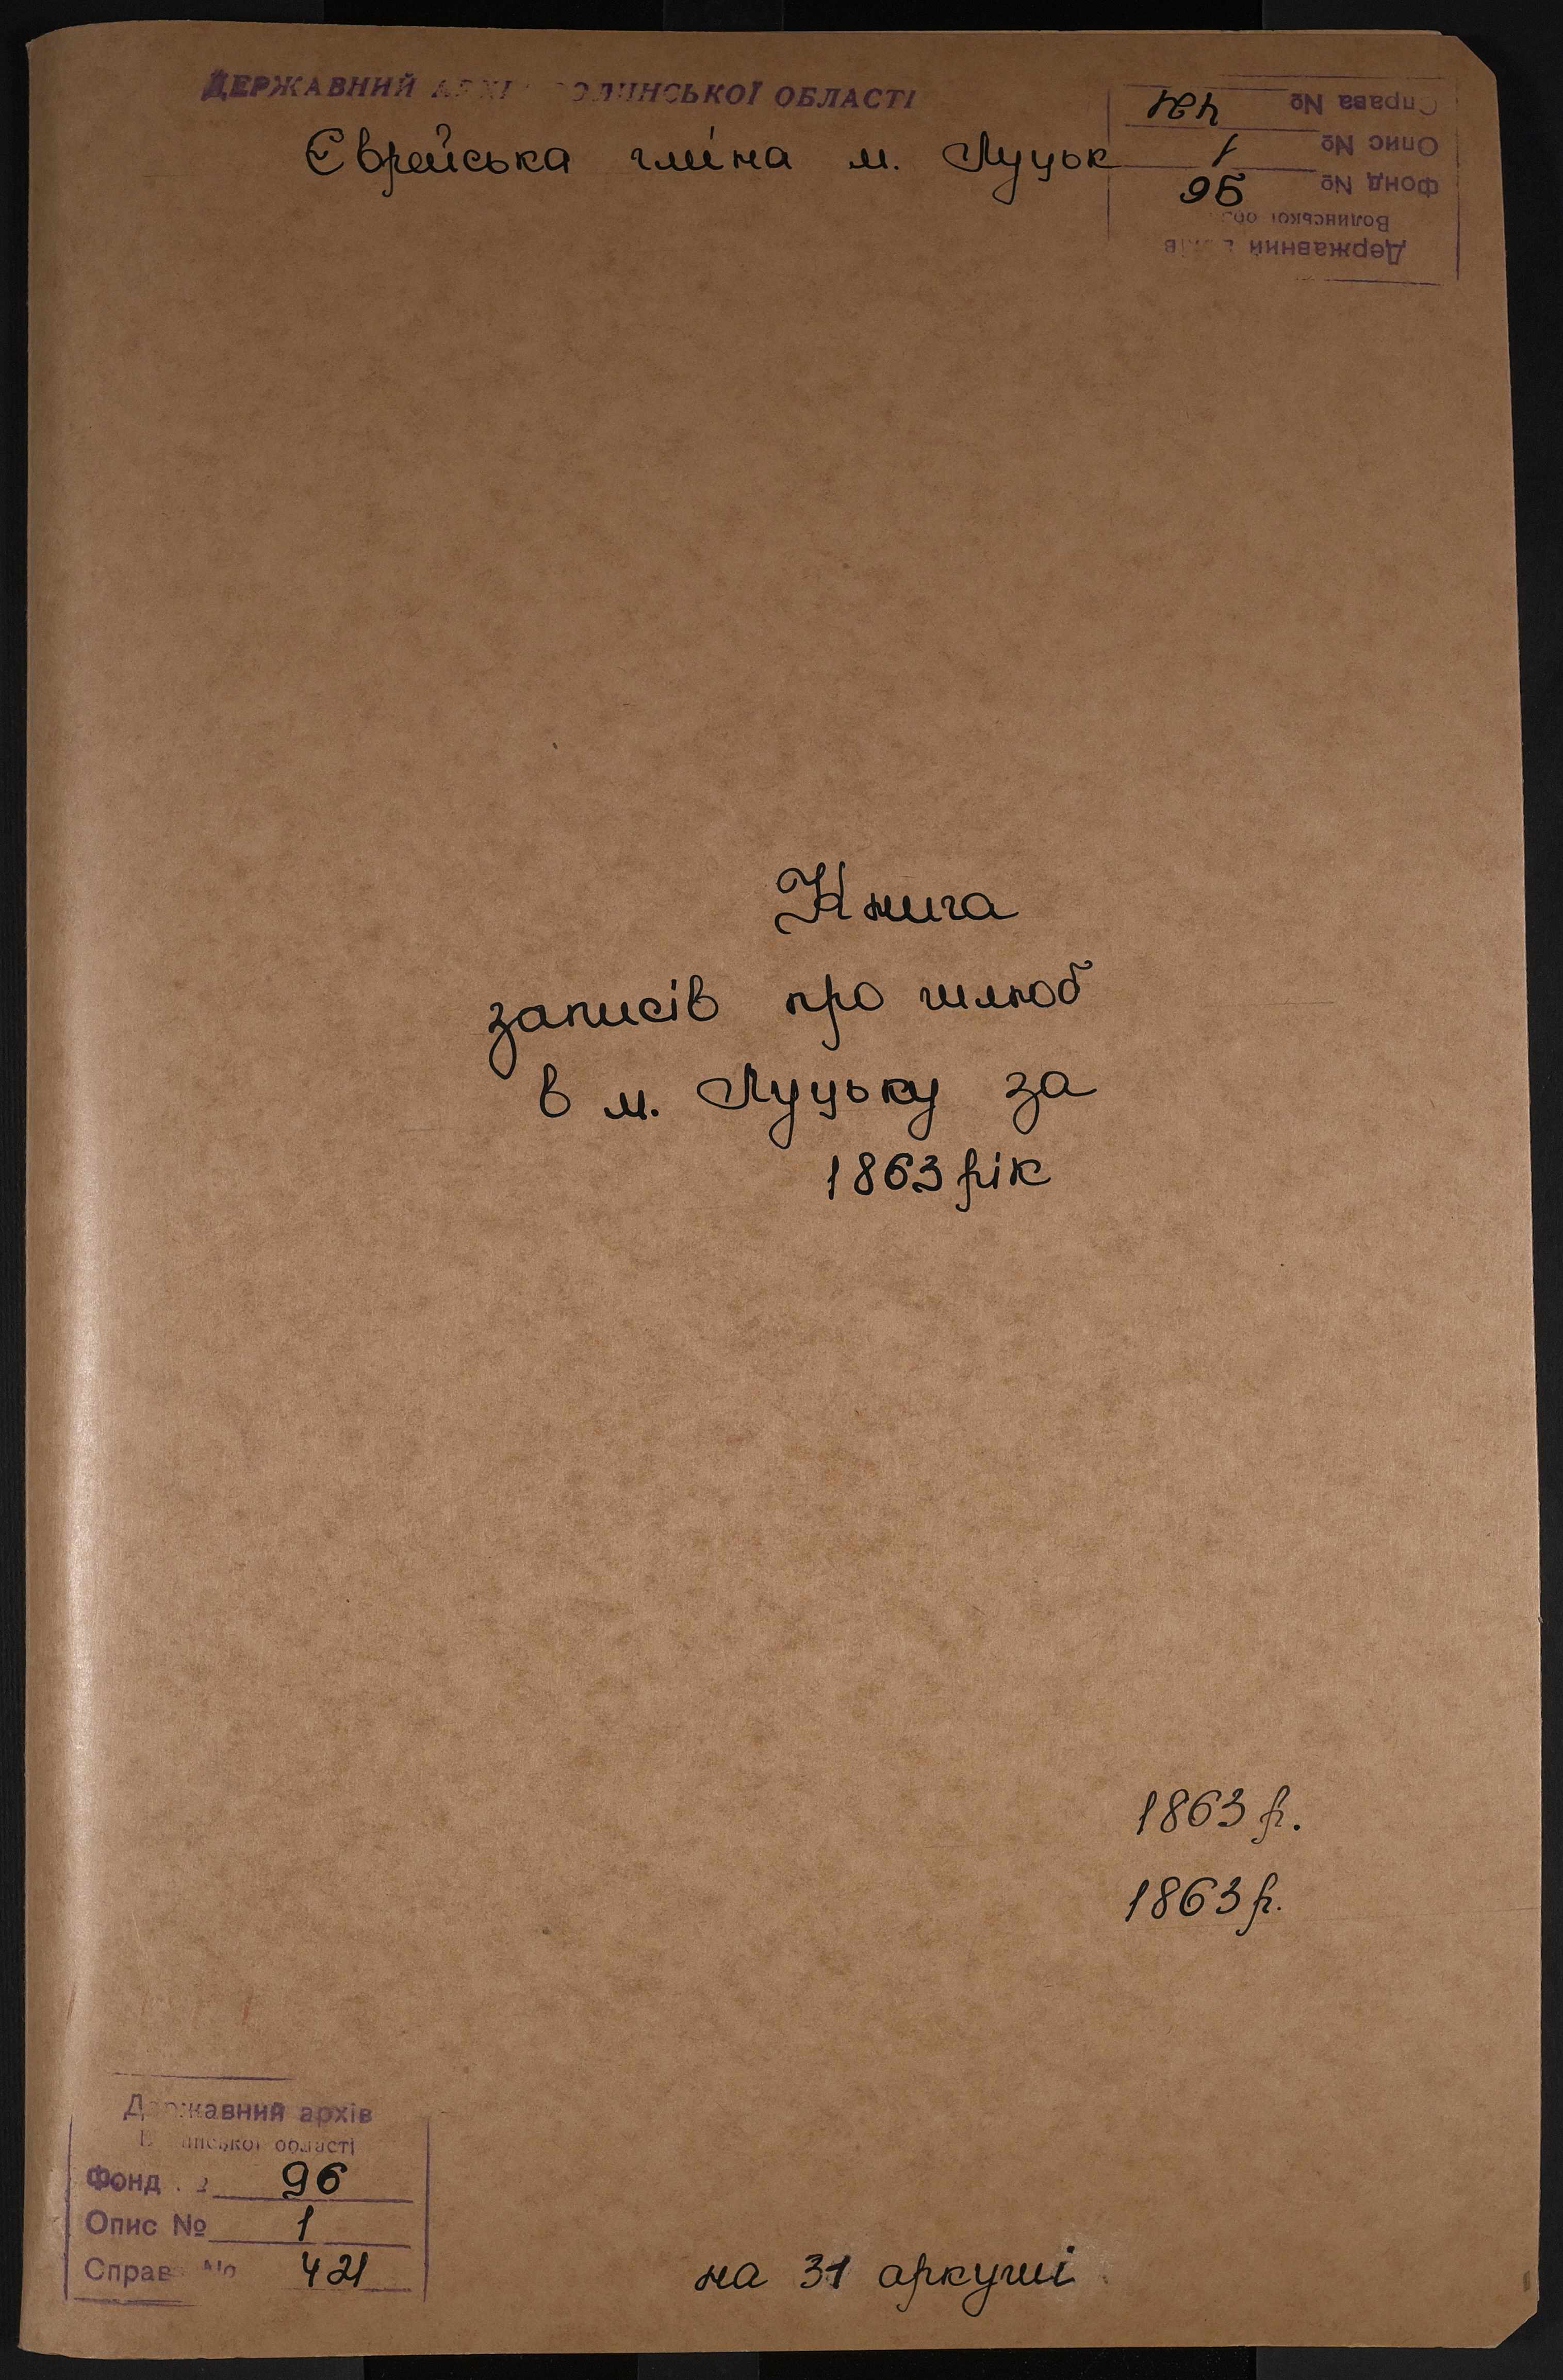 ДЕРЖАВНИЙ АРХІВ ВОЛИНСЬКОЇ ОБЛАСТІ
Єврейська гміна м. Луцьк
Державний архів
Волинської області
Фонд № 96
Опис № 1
Справа № 421
Книга
записів про шлюб
в м. Луцьку за
1863 рік
1863 р.
1863 р.
Державний архів
Волинської області
Фонд № 96
Опис № 1
Справа № 421
на 31 аркуші